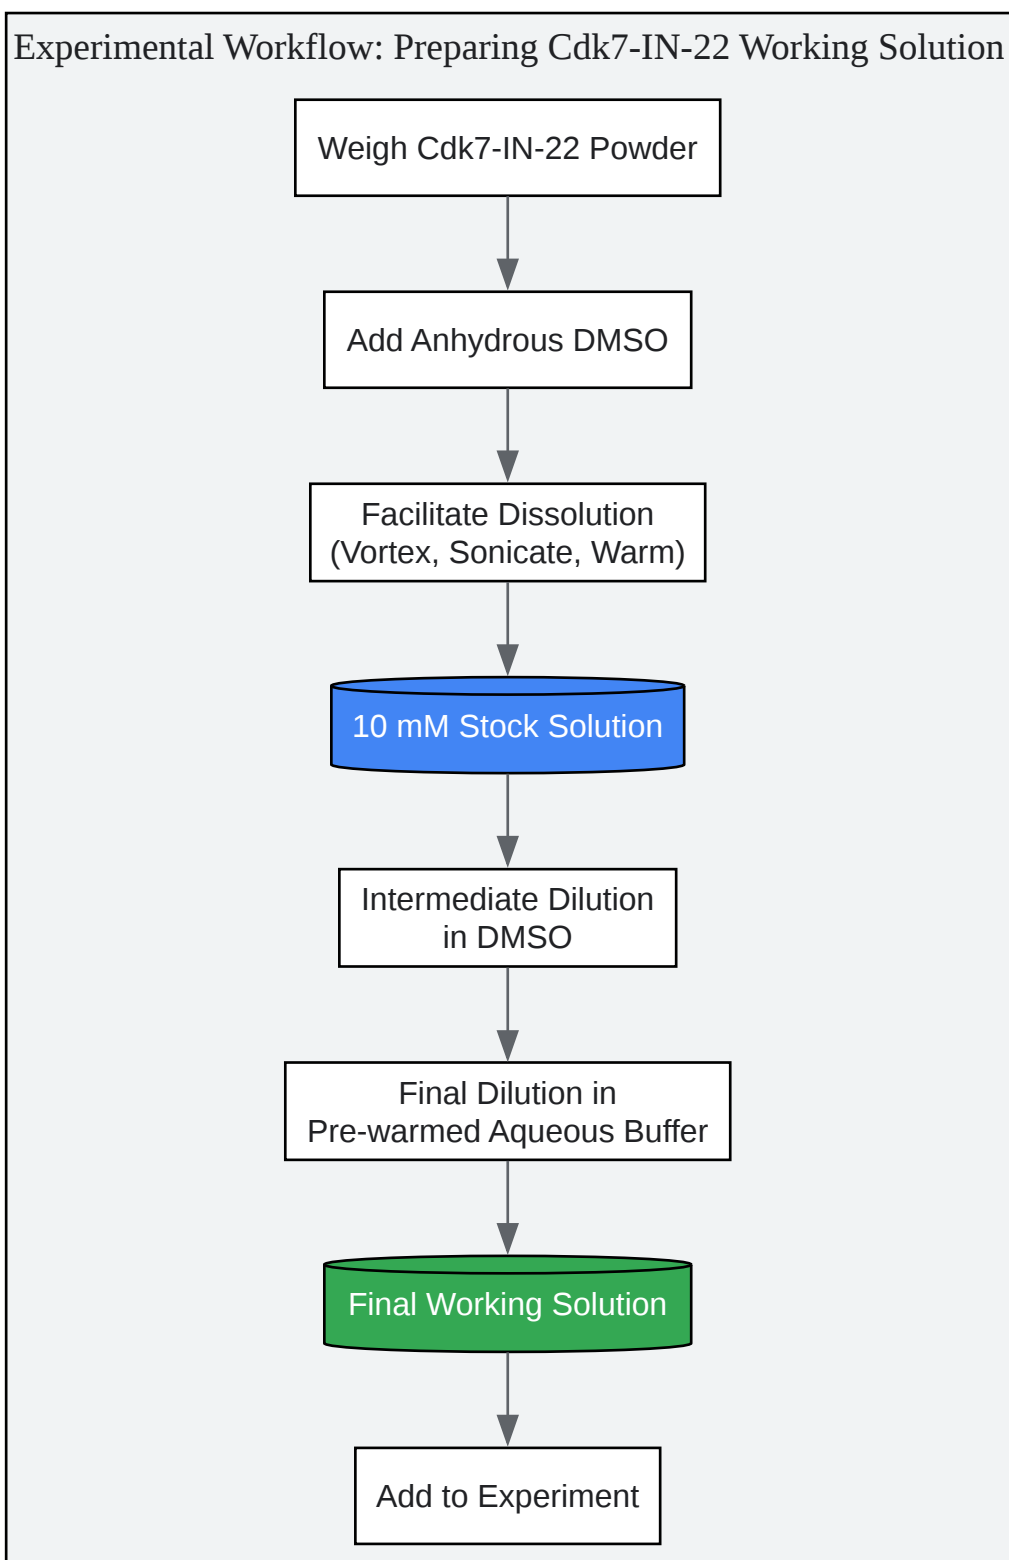 Experimental Workflow: Preparing Cdk7-IN-22 Working Solution
Weigh Cdk7-IN-22 Powder
Add Anhydrous DMSO
Facilitate Dissolution
(Vortex, Sonicate, Warm)
10 mM Stock Solution
Intermediate Dilution
in DMSO
Final Dilution in
Pre-warmed Aqueous Buffer
Final Working Solution
Add to Experiment